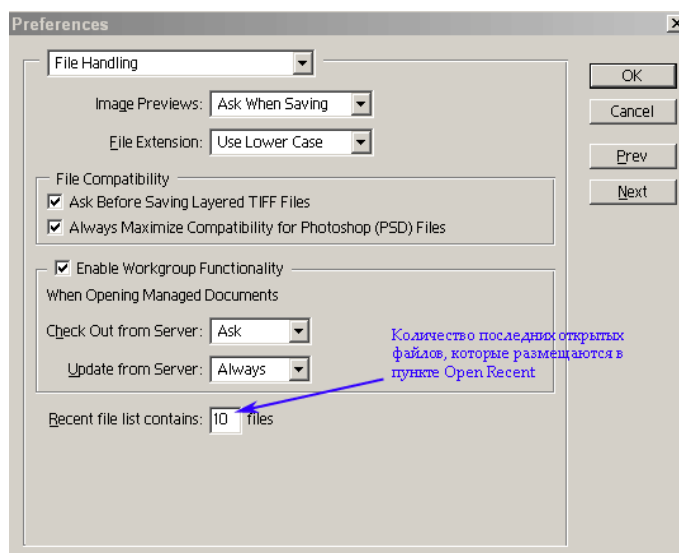 Preferences
File Handling
OK
Image Previews: Ask When Saving
Cancel
File Extension: Use Lower Case
Prev
File Compatibility
Next
Ask Before Saving Layered TIFF Files
Always Maximize Compatibility for Photoshop (PSD) Files
Enable Workgroup Functionality
When Opening Managed Documents
Check Out from Server: Ask
Количество последних открытых
файлов, которые размещаются в
пункте Open Recent
Update from Server: Always
Recent file list contains: 10 files